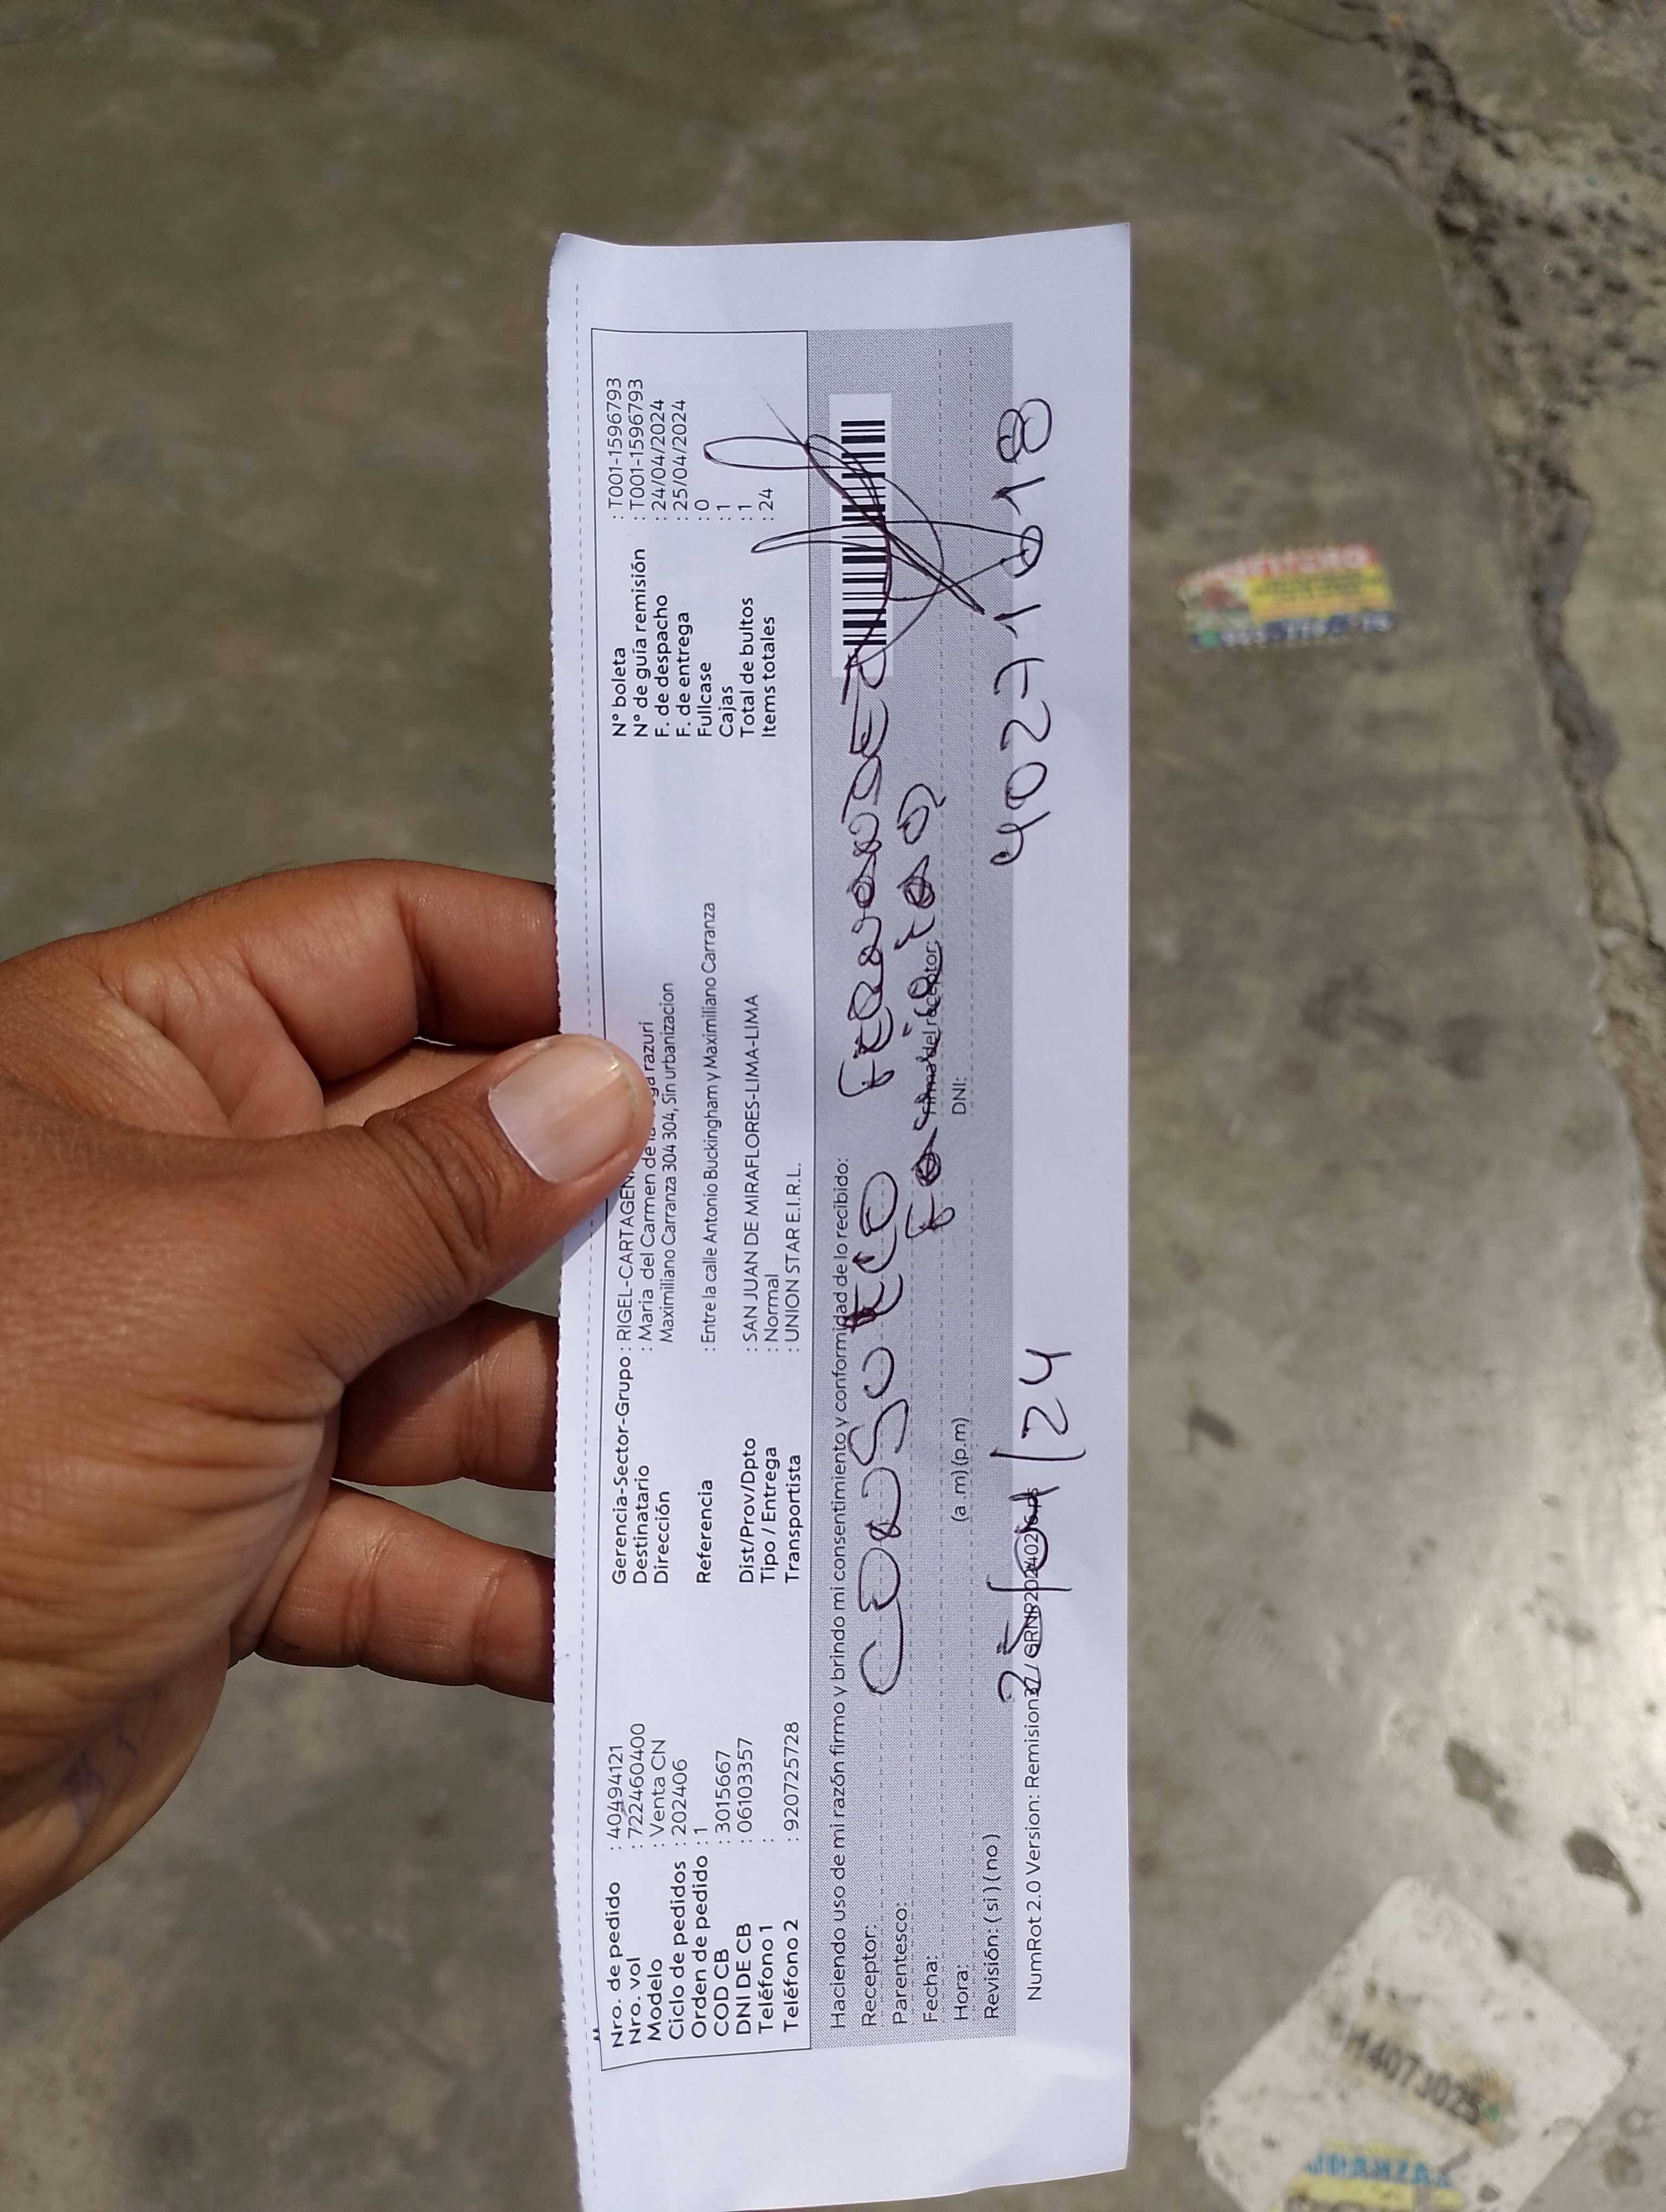 Nro. de pedido : 40494121
Nro. vol : 722460400
Modelo : Venta CN
Ciclo de pedidos : 202406
Orden de pedido : 1
COD CB : 3015667
DNI DE CB : 06103357
Teléfono 1 :
Teléfono 2 : 920725728
Gerencia-Sector-Grupo : RIGEL-CARTAGEN
Destinatario : Maria del Carmen de razuri
Dirección Maximiliano Carranza 304 304, Sin urbanizacion
Referencia : Entre la calle Antonio Buckingham y Maximiliano Carranza
Dist/Prov/Dpto : SAN JUAN DE MIRAFLORES-LIMA-LIMA
Tipo / Entrega : Normal
Transportista : UNION STAR E.I.R.L.
N° boleta : T001-1596793
N° de guía remisión : T001-1596793
F. de despacho : 24/04/2024
F. de entrega : 25/04/2024
Fullcase : 0
Cajas : 1
Total de bultos : 1
Items totales : 24
Haciendo uso de mi razón firmo y brindo mi consentimiento y conformidad de lo recibido:
Receptor:
Parentesco:
Fecha: Firma del receptor:
Hora: (a.m) (p.m) DNI:
Revisión: ( si ) ( no )
25/04/24
NumRot 2.0 Version: Remision